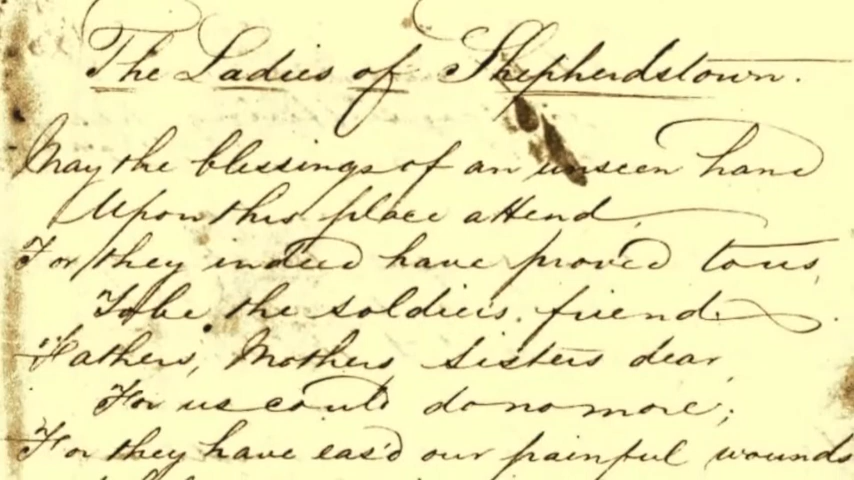 The Ladies of Shepherdstown.
May the blessings of an unseen hand
Upon this place attend
For they indeed have proved to us,
To be the soldiers. friend.
Fathers, Mothers, Sisters dear,
For us could do no more;
For they have eas'd our painful wounds